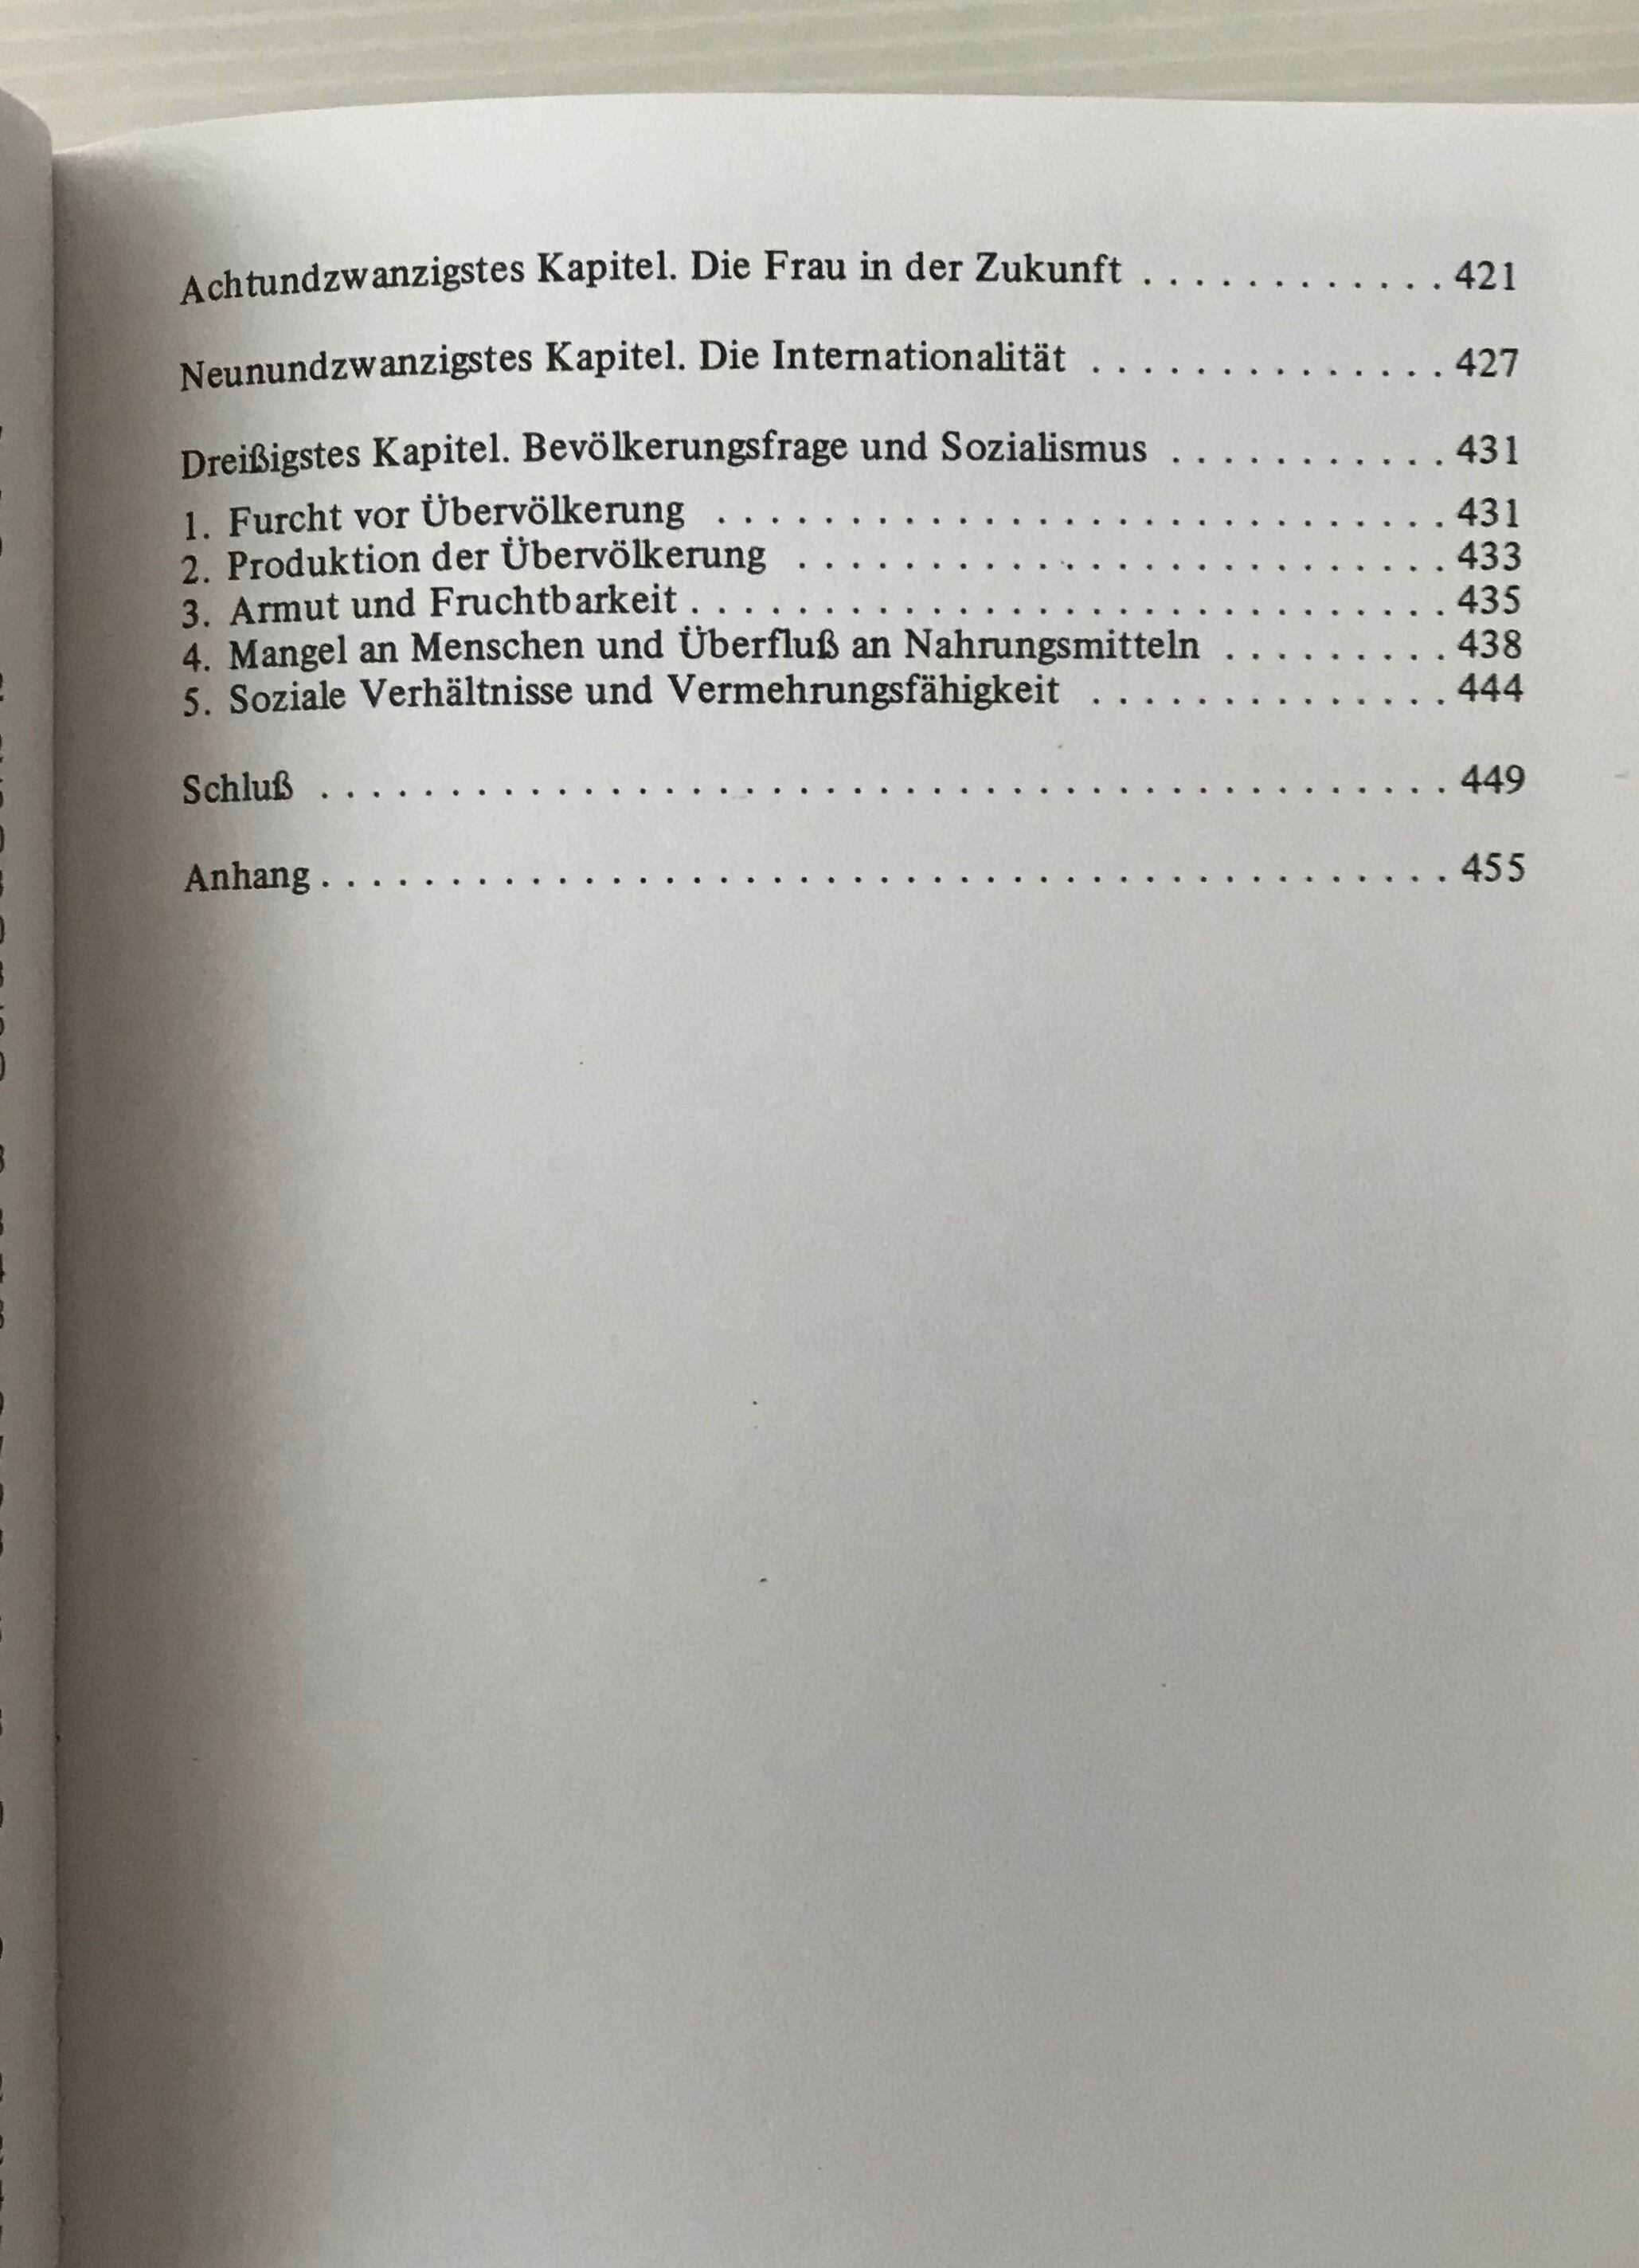 Achtundzwanzigstes Kapitel. Die Frau in der Zukunft . . . . . . . . . . . . 421
Neunundzwanzigstes Kapitel. Die Internationalität . . . . . . . . . . . . . . 427
Dreißigstes Kapitel. Bevölkerungsfrage und Sozialismus . . . . . . . . . . . 431
1. Furcht vor Übervölkerung . . . . . . . . . . . . . . . . . . . . . . . . . . . . 431
2. Produktion der Übervölkerung . . . . . . . . . . . . . . . . . . . . . . . . . 433
3. Armut und Fruchtbarkeit . . . . . . . . . . . . . . . . . . . . . . . . . . . . . 435
4. Mangel an Menschen und Überfluß an Nahrungsmitteln . . . . . . . . . 438
5. Soziale Verhältnisse und Vermehrungsfähigkeit . . . . . . . . . . . . . . 444
Schluß . . . . . . . . . . . . . . . . . . . . . . . . . . . . . . . . . . . . . . . . . . . 449
Anhang . . . . . . . . . . . . . . . . . . . . . . . . . . . . . . . . . . . . . . . . . . . 455